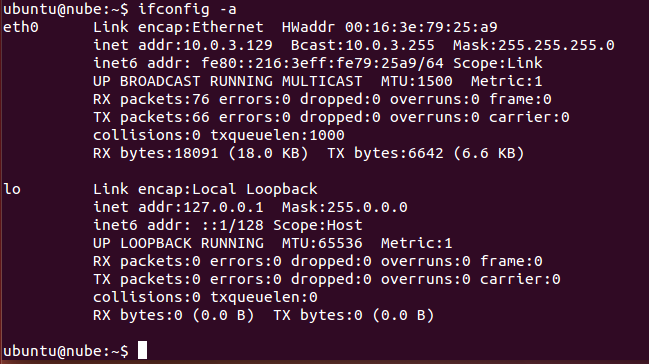 ubuntu@nube:~$ ifconfig -a
eth0      Link encap:Ethernet  HWaddr 00:16:3e:79:25:a9
          inet addr:10.0.3.129  Bcast:10.0.3.255  Mask:255.255.255.0
          inet6 addr: fe80::216:3eff:fe79:25a9/64 Scope:Link
          UP BROADCAST RUNNING MULTICAST  MTU:1500  Metric:1
          RX packets:76 errors:0 dropped:0 overruns:0 frame:0
          TX packets:66 errors:0 dropped:0 overruns:0 carrier:0
          collisions:0 txqueuelen:1000
          RX bytes:18091 (18.0 KB)  TX bytes:6642 (6.6 KB)

lo        Link encap:Local Loopback
          inet addr:127.0.0.1  Mask:255.0.0.0
          inet6 addr: ::1/128 Scope:Host
          UP LOOPBACK RUNNING  MTU:65536  Metric:1
          RX packets:0 errors:0 dropped:0 overruns:0 frame:0
          TX packets:0 errors:0 dropped:0 overruns:0 carrier:0
          collisions:0 txqueuelen:0
          RX bytes:0 (0.0 B)  TX bytes:0 (0.0 B)

ubuntu@nube:~$